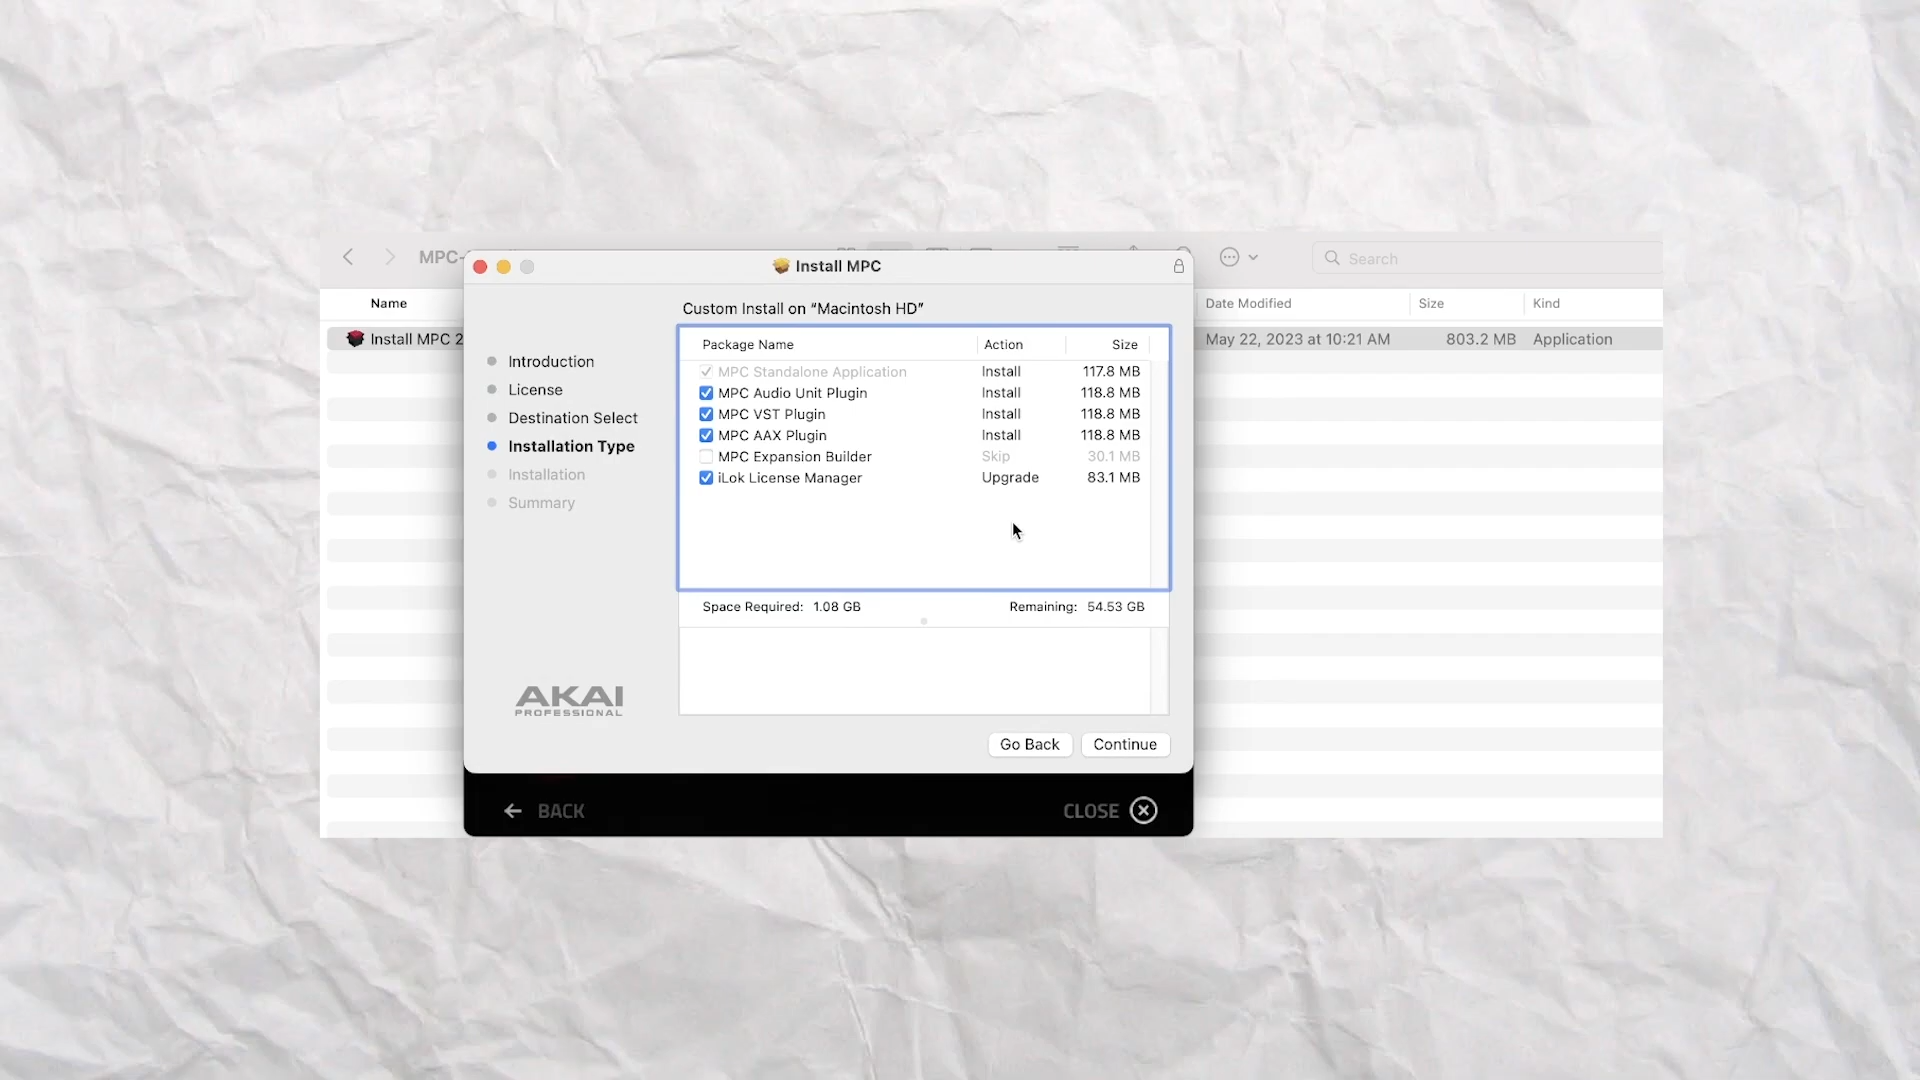 MPC-
Search
Name
Date Modified
Size
Kind
Install MPC 2
May 22, 2023 at 10:21 AM
803.2 MB
Application
Install MPC
Custom Install on “Macintosh HD”
Introduction
License
Destination Select
Installation Type
Installation
Summary
Package Name Action Size
MPC Standalone Application Install 117.8 MB
MPC Audio Unit Plugin Install 118.8 MB
MPC VST Plugin Install 118.8 MB
MPC AAX Plugin Install 118.8 MB
MPC Expansion Builder Skip 30.1 MB
iLok License Manager Upgrade 83.1 MB
Space Required: 1.08 GB Remaining: 54.53 GB
AKAI
PROFESSIONAL
Go Back Continue
BACK CLOSE